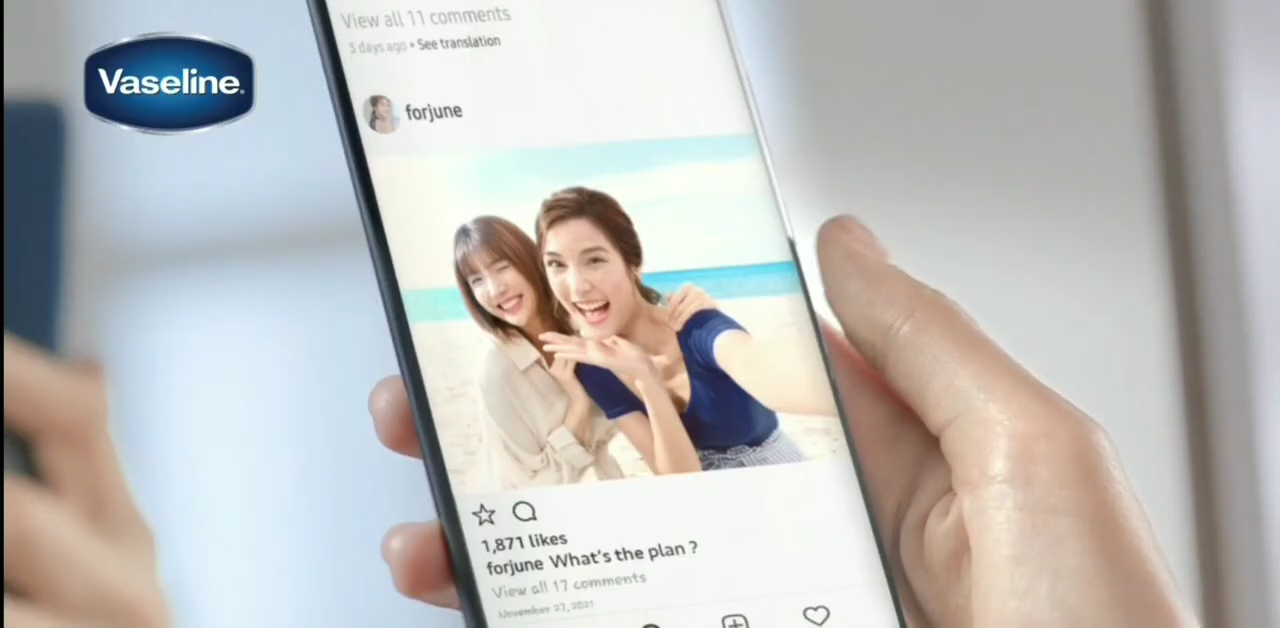 Vaseline
View all 11 comments
3 days ago • See translation
forjune
1,871 likes
forjune What's the plan ?
View all 17 comments
November 27, 2021